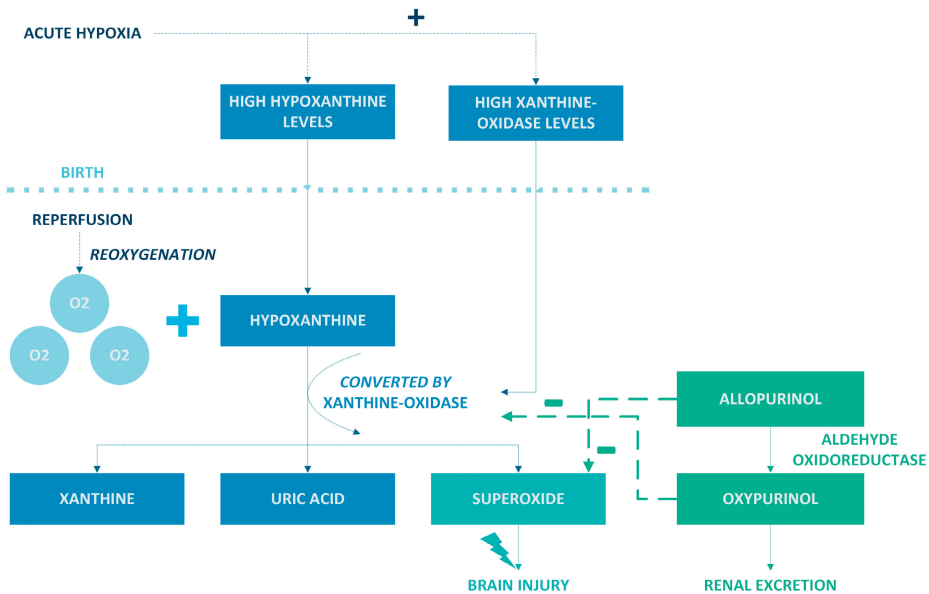 +
ACUTE HYPOXIA
HIGH HYPOXANTHINE
LEVELS
HIGH XANTHINE-
OXIDASE LEVELS
BIRTH
REPERFUSION
REOXYGENATION
O2
O2
O2
+
HYPOXANTHINE
CONVERTED BY
XANTHINE-OXIDASE
-
-
ALLOPURINOL
ALDEHYDE
OXIDOREDUCTASE
XANTHINE
URIC ACID
SUPEROXIDE
OXYPURINOL
BRAIN INJURY
RENAL EXCRETION